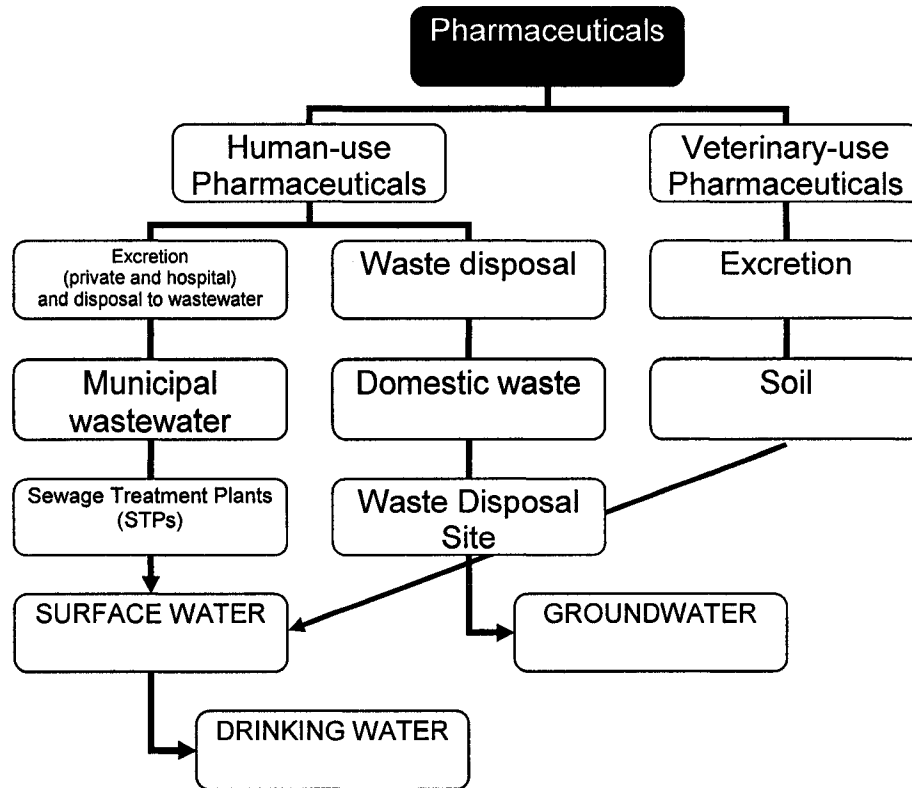 Pharmaceuticals
Human-use
Pharmaceuticals
Veterinary-use
Pharmaceuticals
Excretion
(private and hospital)
and disposal to wastewater
Waste disposal
Excretion
Municipal
wastewater
Domestic waste
Soil
Sewage Treatment Plants
(STPs)
Waste Disposal
Site
SURFACE WATER
GROUNDWATER
DRINKING WATER